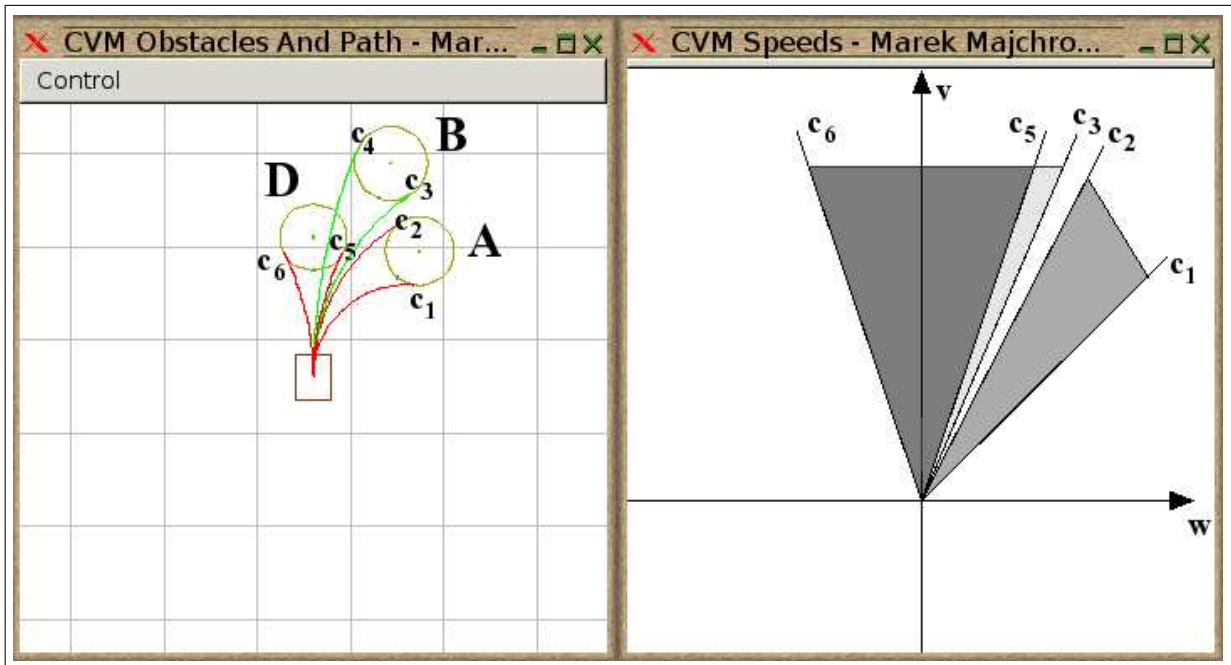 CVM Obstacles And Path - Mar...
Control
c4
B
D
c3
c2
A
c5
c6
c1
CVM Speeds - Marek Majchro...
v
c6
c5
c3
c2
c1
w